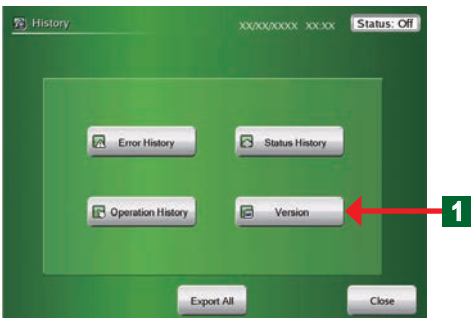 History
xx/xx/xxxx xx:xx
Status: Off
Error History
Status History
Operation History
Version
1
Export All
Close